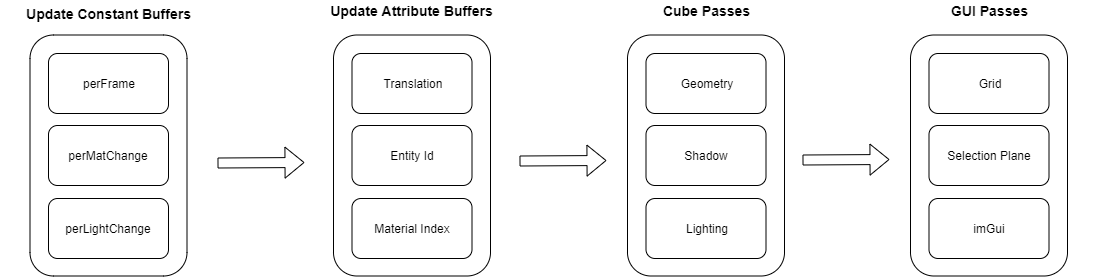 Update Constant Buffers
perFrame
perMatChange
perLightChange
Update Attribute Buffers
Translation
Entity Id
Material Index
Cube Passes
Geometry
Shadow
Lighting
GUI Passes
Grid
Selection Plane
imGui